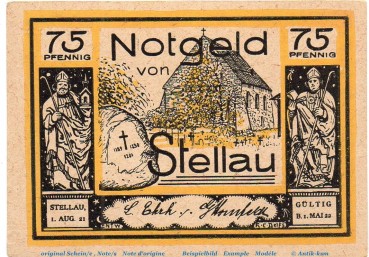 75 Notgeld 75
PFENNIG von PFENNIG
Stellau
STELLAU, GÜLTIG
1. AUG. 21 B. 1. MAI 22
original Schein/e, Note/s Note d'origine Beispielbild Example Modèle © Antik-kam